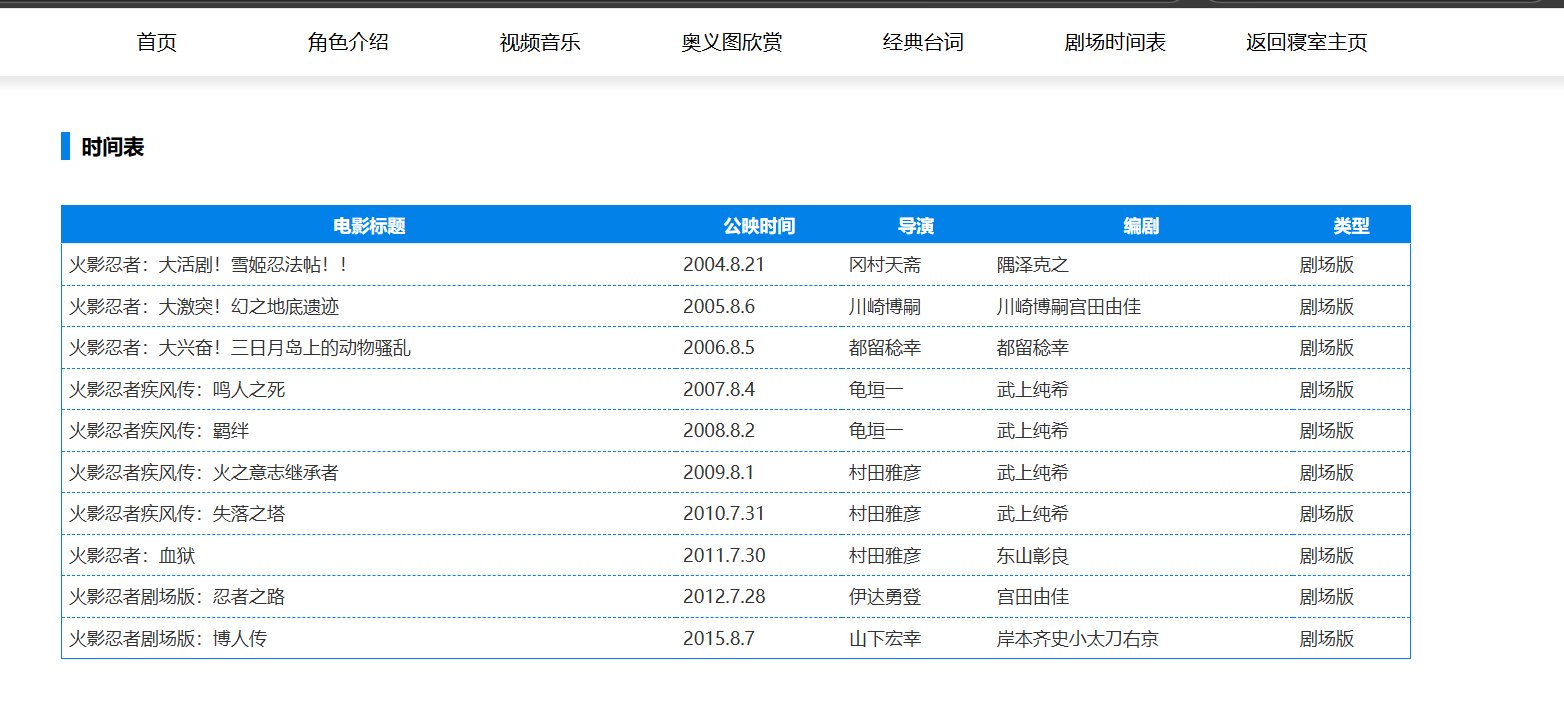 首页 角色介绍 视频音乐 奥义图欣赏 经典台词 剧场时间表 返回寝室主页
时间表
电影标题 公映时间 导演 编剧 类型
火影忍者：大活剧！雪姬忍法帖！！ 2004.8.21 冈村天斋 隅泽克之 剧场版
火影忍者：大激突！幻之地底遗迹 2005.8.6 川崎博嗣 川崎博嗣宫田由佳 剧场版
火影忍者：大兴奋！三日月岛上的动物骚乱 2006.8.5 都留稔幸 都留稔幸 剧场版
火影忍者疾风传：鸣人之死 2007.8.4 龟垣一 武上纯希 剧场版
火影忍者疾风传：羁绊 2008.8.2 龟垣一 武上纯希 剧场版
火影忍者疾风传：火之意志继承者 2009.8.1 村田雅彦 武上纯希 剧场版
火影忍者疾风传：失落之塔 2010.7.31 村田雅彦 武上纯希 剧场版
火影忍者：血狱 2011.7.30 村田雅彦 东山彰良 剧场版
火影忍者剧场版：忍者之路 2012.7.28 伊达勇登 宫田由佳 剧场版
火影忍者剧场版：博人传 2015.8.7 山下宏幸 岸本齐史小太刀右京 剧场版